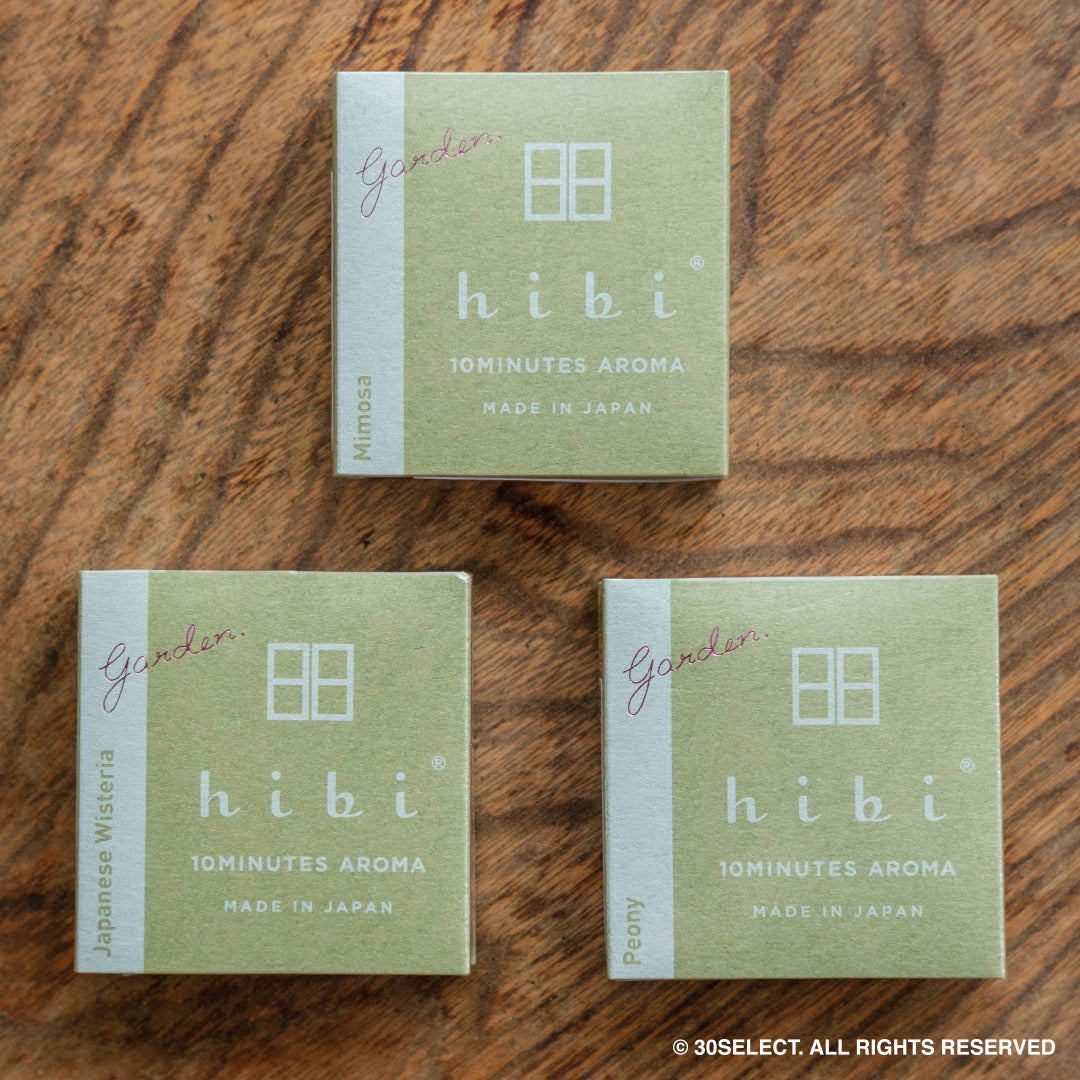 Garden.
hibi®
10MINUTES AROMA
MADE IN JAPAN
Mimosa
Garden.
hibi®
10MINUTES AROMA
MADE IN JAPAN
Japanese Wisteria
Garden.
hibi®
10MINUTES AROMA
MADE IN JAPAN
Peony
© 30SELECT. ALL RIGHTS RESERVED